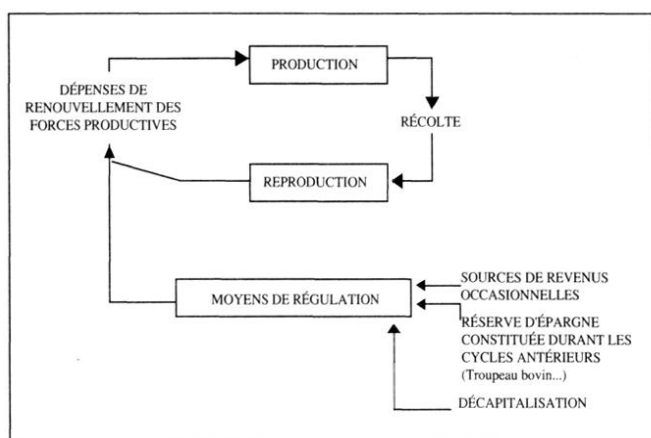 PRODUCTION
DÉPENSES DE
RENOUVELLEMENT DES
FORCES PRODUCTIVES
RÉCOLTE
REPRODUCTION
MOYENS DE RÉGULATION
SOURCES DE REVENUS
OCCASIONNELLES
RÉSERVE D'ÉPARGNE
CONSTITUÉE DURANT LES
CYCLES ANTÉRIEURS
(Troupeau bovin...)
DÉCAPITALISATION